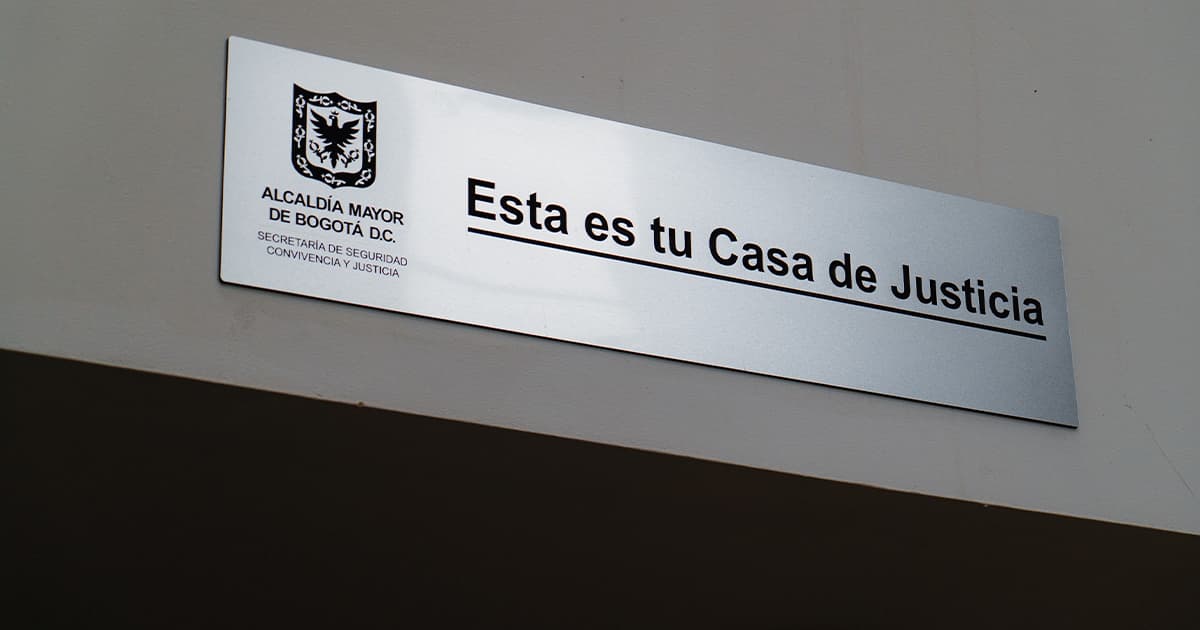 ALCALDÍA MAYOR
DE BOGOTÁ D.C.
SECRETARÍA DE SEGURIDAD
CONVIVENCIA Y JUSTICIA
Esta es tu Casa de Justicia